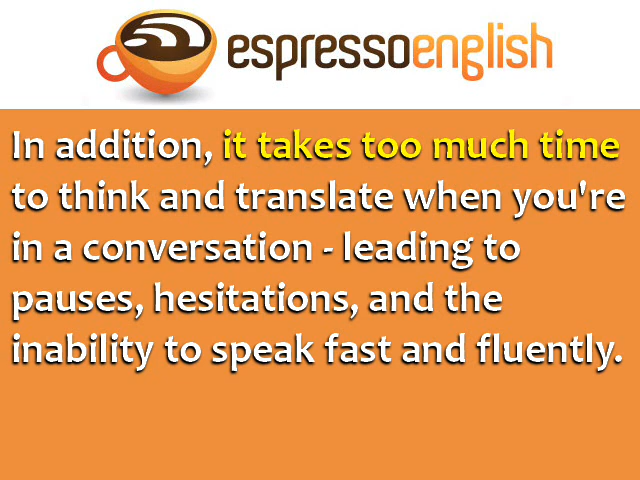 espressoenglish
In addition, it takes too much time
to think and translate when you're
in a conversation - leading to
pauses, hesitations, and the
inability to speak fast and fluently.